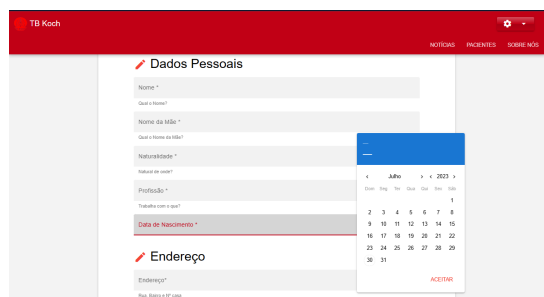 TB Koch
NOTÍCIAS PACIENTES SOBRE NÓS
Dados Pessoais
Nome *
Qual o Nome?
Nome da Mãe *
Qual o Nome da Mãe?
Naturalidade *
Natural de onde?
Profissão *
Trabalha com o que?
Data de Nascimento *
Julho 2023
Dom Seg Ter Qua Qui Sex Sáb
1
2 3 4 5 6 7 8
9 10 11 12 13 14 15
16 17 18 19 20 21 22
23 24 25 26 27 28 29
30 31
ACEITAR
Endereço
Endereço*
Rua, Bairro e Nº casa